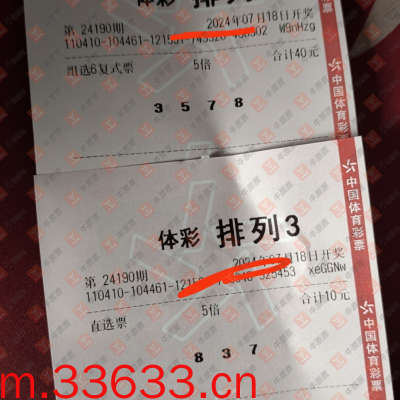 体彩 排列
第 24190期 2024年07月18日开奖
110410-104461-121531 W9nHzg
组选6复式票 5倍 合计40元
3 5 7 8
中国体育彩票
体彩 排列3
第 24190期 2024年07月18日开奖
110410-104461-1215 xeGGNw
直选票 5倍 合计10元
8 3 7
中国体育彩票
m.33633.cn